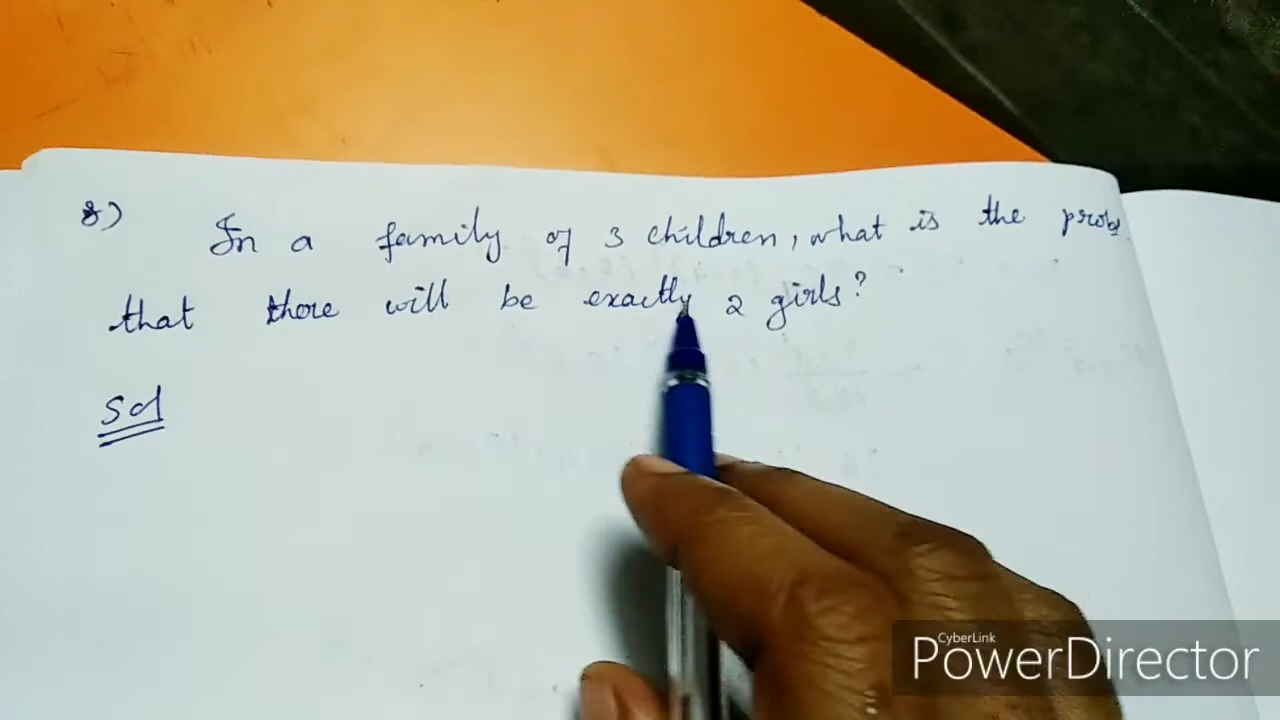 8) In a family of 3 children, what is the prob
that there will be exactly 2 girls?
Sol
CyberLink
PowerDirector